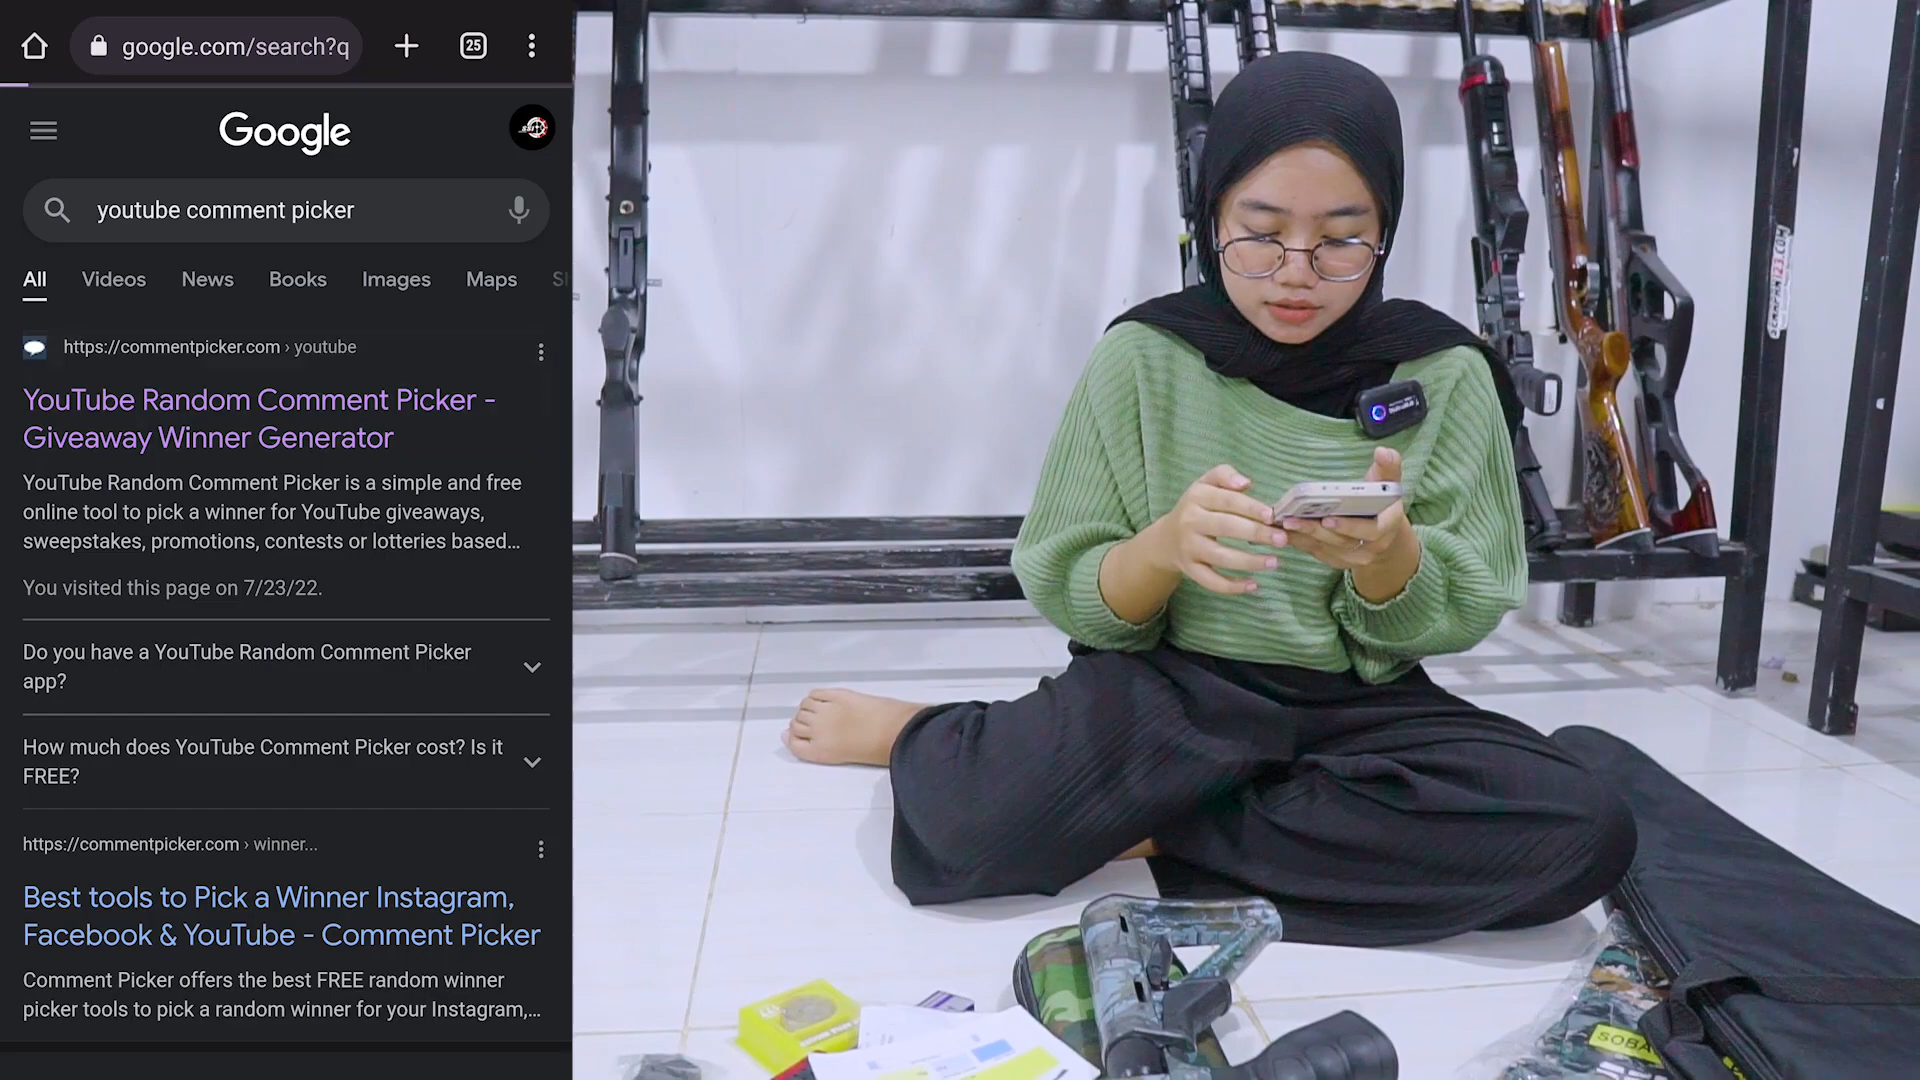 google.com/search?q
25
Google
youtube comment picker
All Videos News Books Images Maps
https://commentpicker.com › youtube
YouTube Random Comment Picker -
Giveaway Winner Generator
YouTube Random Comment Picker is a simple and free
online tool to pick a winner for YouTube giveaways,
sweepstakes, promotions, contests or lotteries based...
You visited this page on 7/23/22.
Do you have a YouTube Random Comment Picker
app?
How much does YouTube Comment Picker cost? Is it
FREE?
https://commentpicker.com › winner...
Best tools to Pick a Winner Instagram,
Facebook & YouTube - Comment Picker
Comment Picker offers the best FREE random winner
picker tools to pick a random winner for your Instagram,...